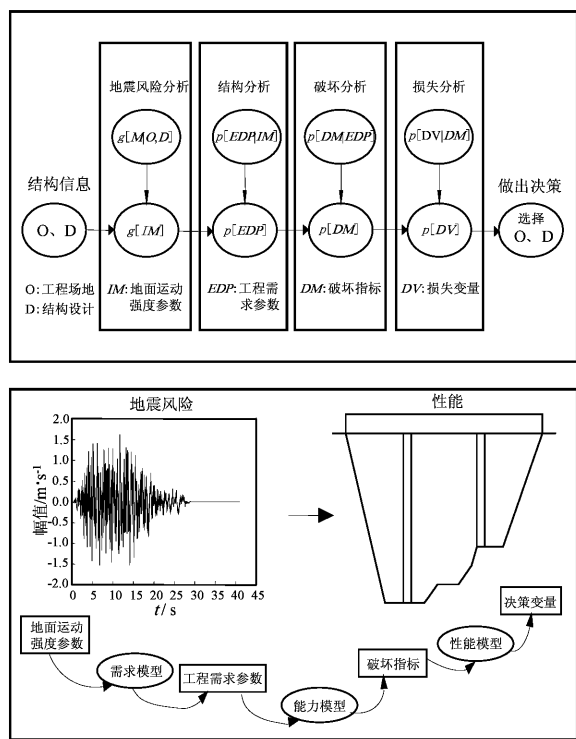 地震风险分析
结构分析
破坏分析
损失分析
g[M|O,D]
p[EDP|IM]
p[DM|EDP]
p[DV|DM]
结构信息
做出决策
O、D
g[IM]
p[EDP]
p[DM]
p[DV]
选择
O、D
O:工程场地
D:结构设计
IM:地面运动
强度参数
EDP:工程需
求参数
DM:破坏指标
DV:损失变量
地震风险
性能
幅值/m·s-1
2.0
1.5
1.0
0.5
0.0
-0.5
-1.0
-1.5
-2.0
0 5 10 15 20 25 30 35 40 45
t/s
地面运动
强度参数
需求模型
工程需求参数
能力模型
破坏指标
性能模型
决策变量